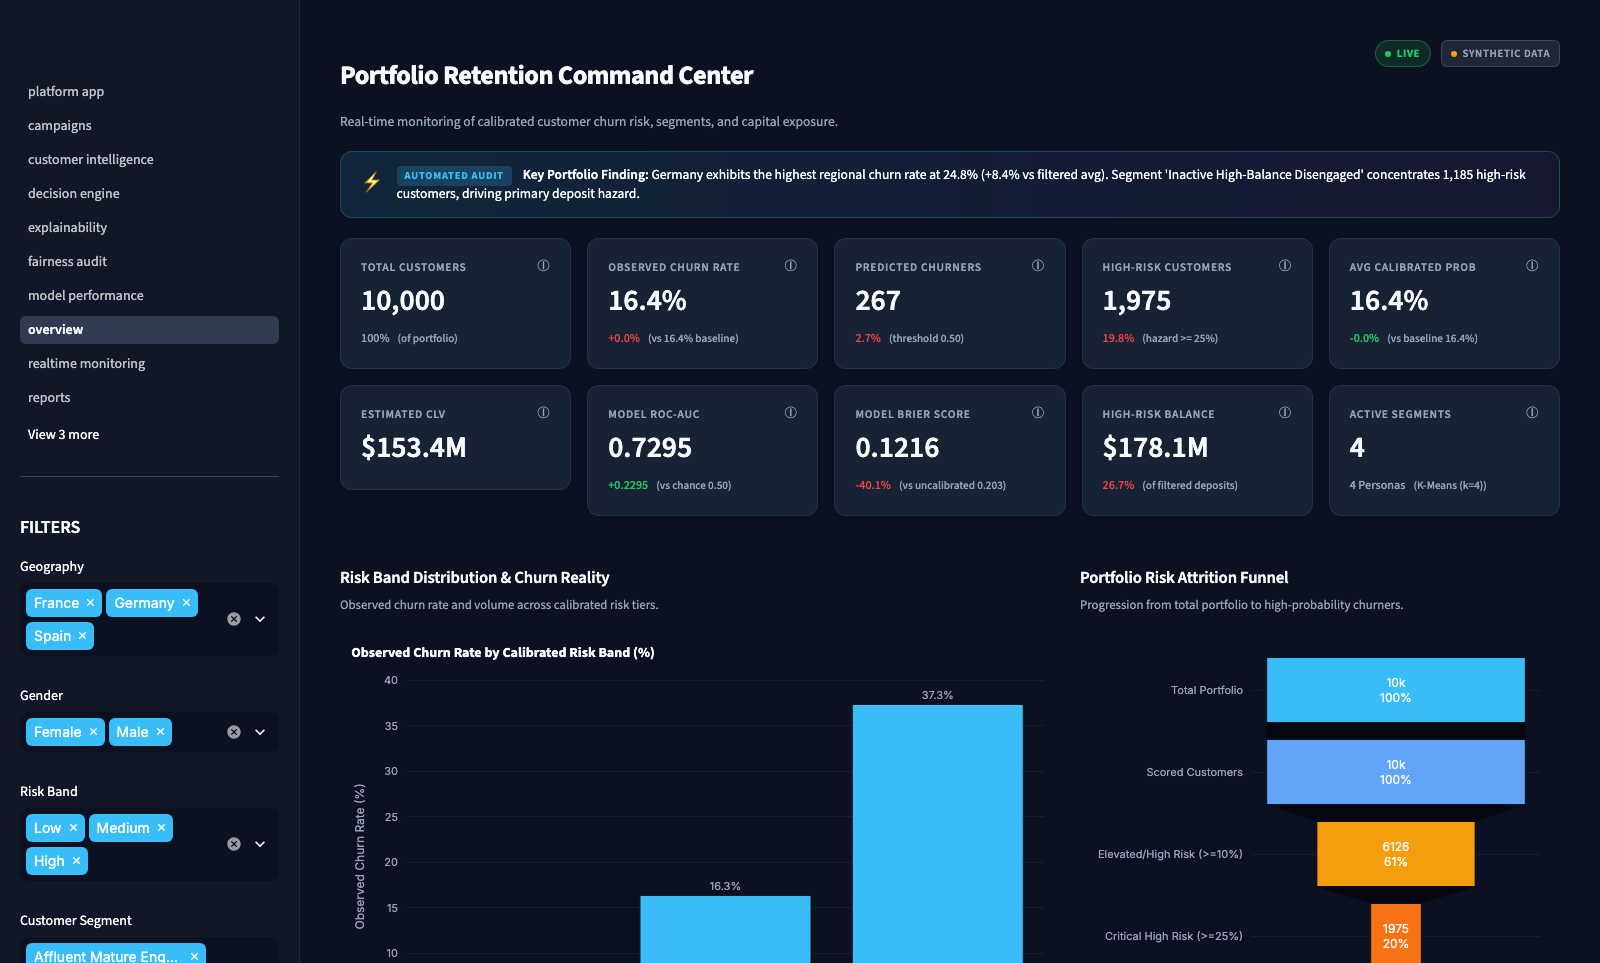 platform app
campaigns
customer intelligence
decision engine
explainability
fairness audit
model performance
overview
realtime monitoring
reports
View 3 more
FILTERS
Geography
France ×
Germany ×
Spain ×
Gender
Female ×
Male ×
Risk Band
Low ×
Medium ×
High ×
Customer Segment
Affluent Mature Eng... ×
LIVE
SYNTHETIC DATA
Portfolio Retention Command Center
Real-time monitoring of calibrated customer churn risk, segments, and capital exposure.
AUTOMATED AUDIT Key Portfolio Finding: Germany exhibits the highest regional churn rate at 24.8% (+8.4% vs filtered avg). Segment 'Inactive High-Balance Disengaged' concentrates 1,185 high-risk
customers, driving primary deposit hazard.
TOTAL CUSTOMERS
10,000
100% (of portfolio)
OBSERVED CHURN RATE
16.4%
+0.0% (vs 16.4% baseline)
PREDICTED CHURNERS
267
2.7% (threshold 0.50)
HIGH-RISK CUSTOMERS
1,975
19.8% (hazard >= 25%)
AVG CALIBRATED PROB
16.4%
-0.0% (vs baseline 16.4%)
ESTIMATED CLV
$153.4M
MODEL ROC-AUC
0.7295
+0.2295 (vs chance 0.50)
MODEL BRIER SCORE
0.1216
-40.1% (vs uncalibrated 0.203)
HIGH-RISK BALANCE
$178.1M
26.7% (of filtered deposits)
ACTIVE SEGMENTS
4
4 Personas (K-Means (k=4))
Risk Band Distribution & Churn Reality
Observed churn rate and volume across calibrated risk tiers.
Observed Churn Rate by Calibrated Risk Band (%)
Observed Churn Rate (%)
40
35
30
25
20
15
10
16.3%
37.3%
Portfolio Risk Attrition Funnel
Progression from total portfolio to high-probability churners.
Total Portfolio
10k
100%
Scored Customers
10k
100%
Elevated/High Risk (>=10%)
6126
61%
Critical High Risk (>=25%)
1975
20%